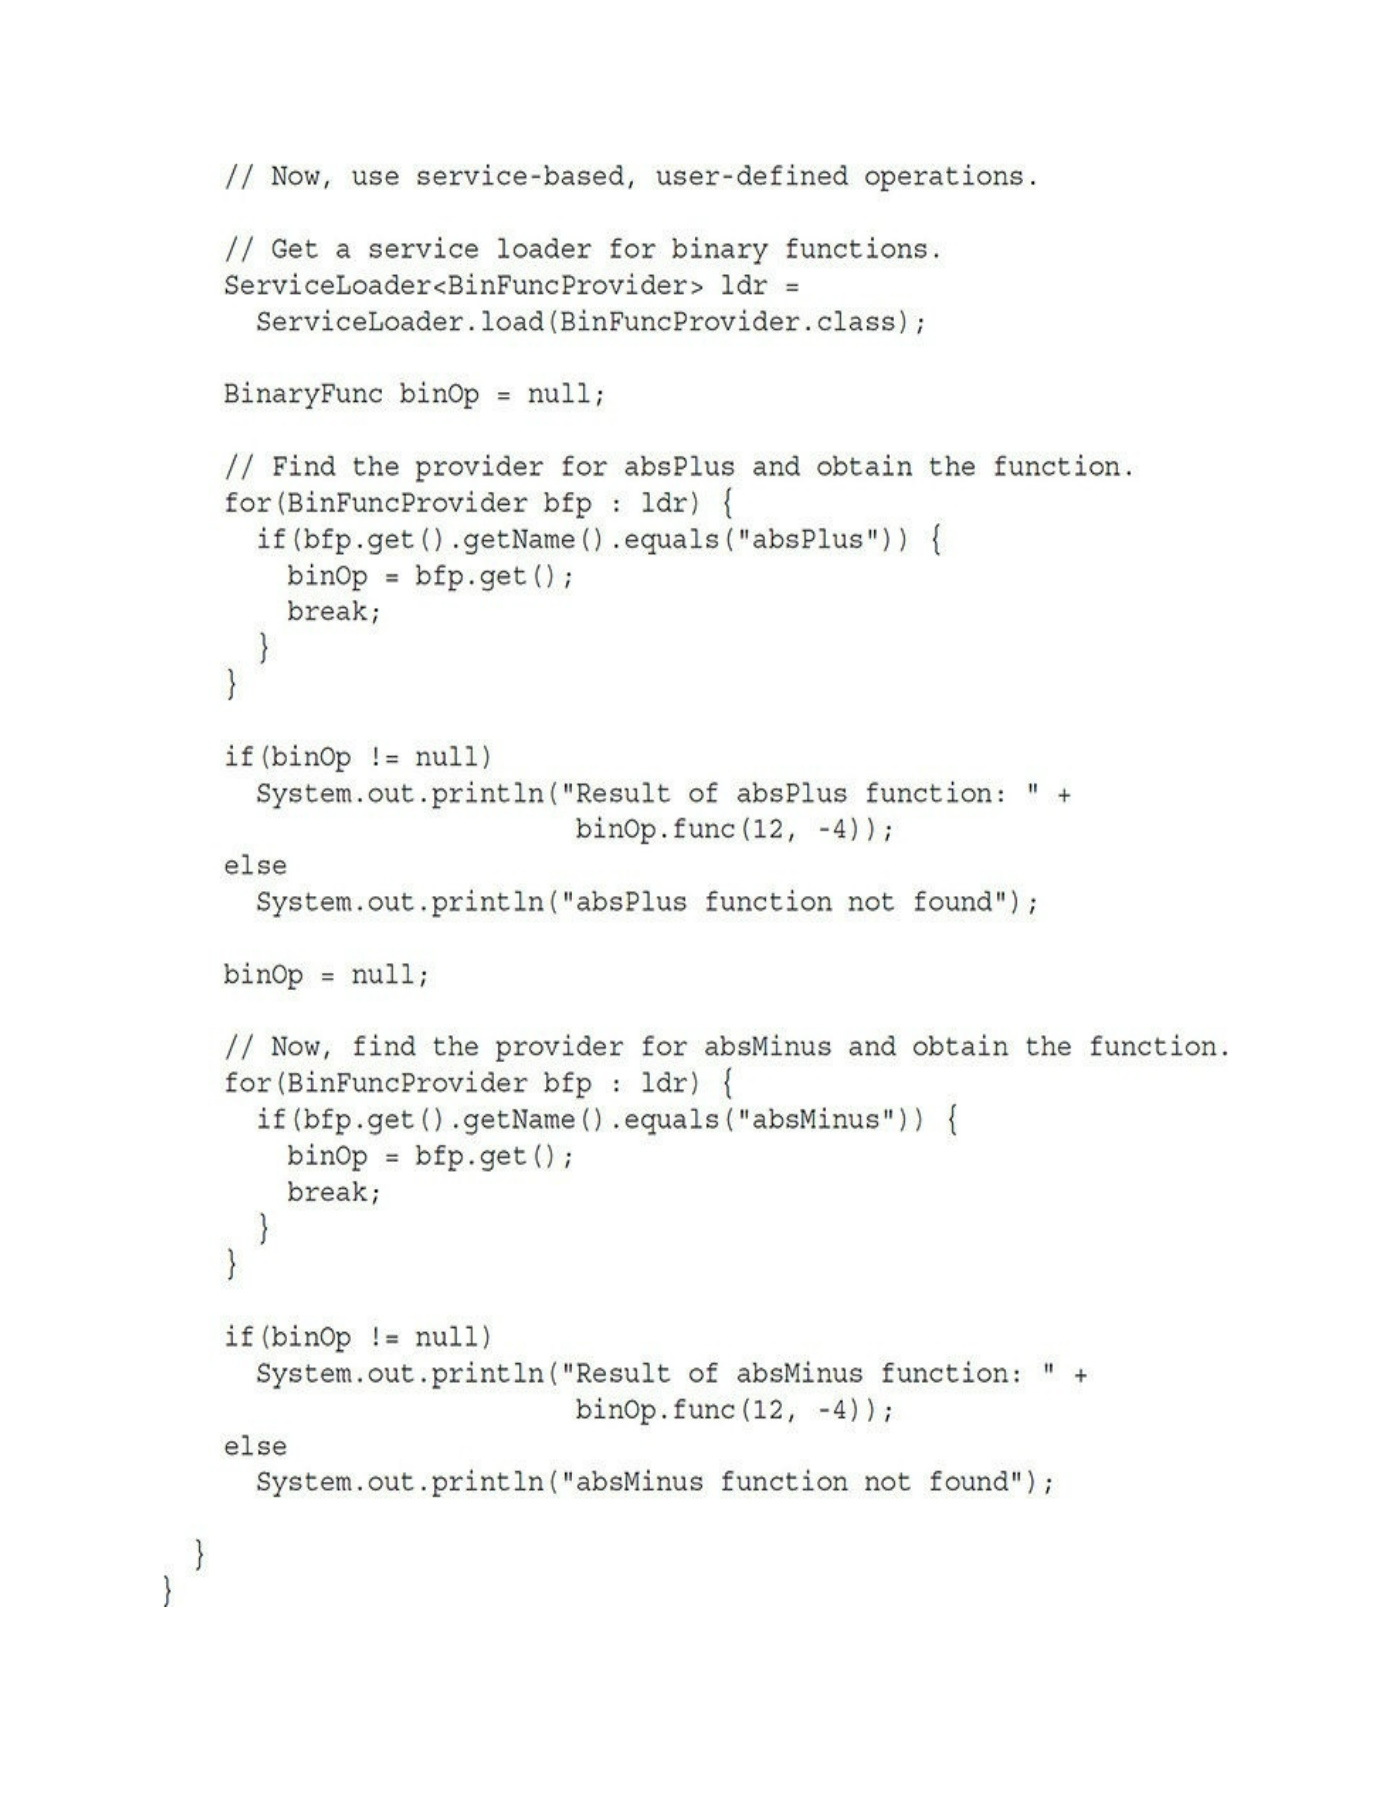 // Now, use service-based, user-defined operations.
// Get a service loader for binary functions.
ServiceLoader<BinFuncProvider> ldr =
ServiceLoader.load(BinFuncProvider.class);
BinaryFunc binOp = null;
// Find the provider for absPlus and obtain the function.
for(BinFuncProvider bfp : ldr) {
if(bfp.get().getName().equals("absPlus")) {
binOp = bfp.get();
break;
}
}
if(binOp != null)
System.out.println("Result of absPlus function: " +
binOp.func(12, -4));
else
System.out.println("absPlus function not found");
binOp = null;
// Now, find the provider for absMinus and obtain the function.
for(BinFuncProvider bfp : ldr) {
if(bfp.get().getName().equals("absMinus")) {
binOp = bfp.get();
break;
}
}
if(binOp != null)
System.out.println("Result of absMinus function: " +
binOp.func(12, -4));
else
System.out.println("absMinus function not found");
}
}